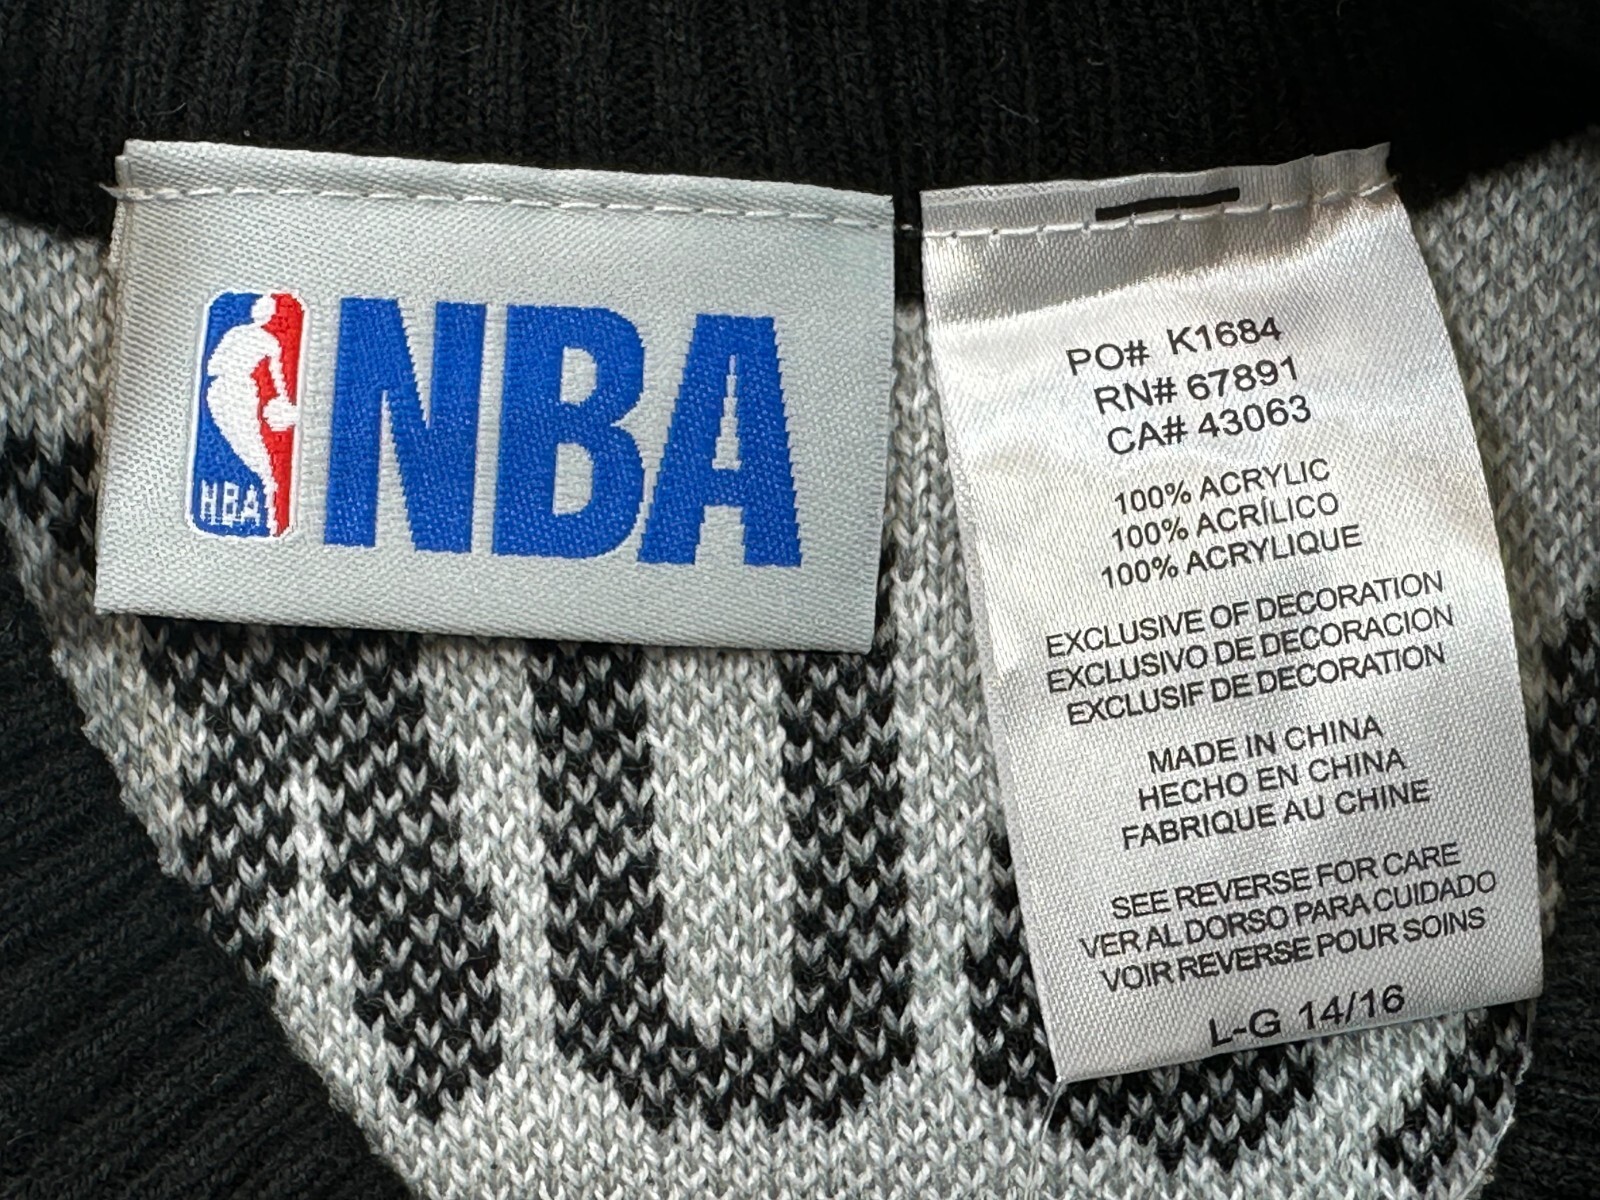 NBA
NBA
PO# K1684
RN# 67891
CA# 43063
100% ACRYLIC
100% ACRÍLICO
100% ACRYLIQUE
EXCLUSIVE OF DECORATION
EXCLUSIVO DE DECORACION
EXCLUSIF DE DECORATION
MADE IN CHINA
HECHO EN CHINA
FABRIQUE AU CHINE
SEE REVERSE FOR CARE
VER AL DORSO PARA CUIDADO
VOIR REVERSE POUR SOINS
L-G 14/16